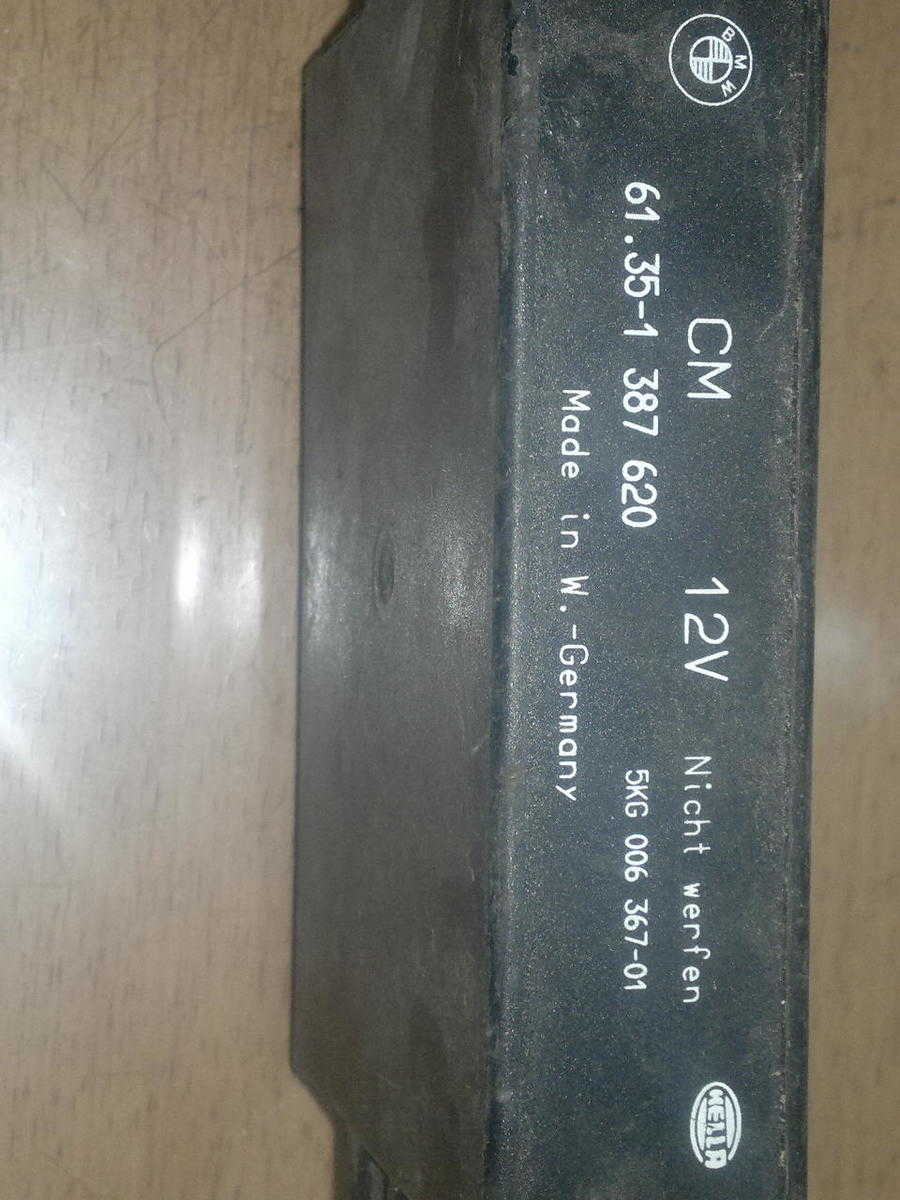 BMW
CM 12V Nicht werfen
61.35-1 387 620 5KG 006 367-01
Made in W.-Germany
HELLA